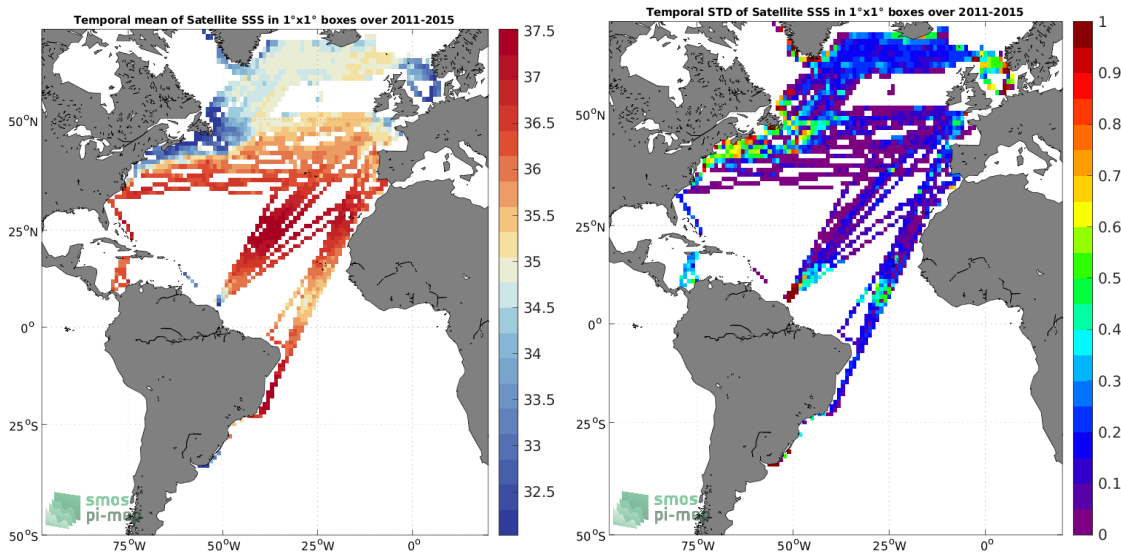 Temporal mean of Satellite SSS in 1°x1° boxes over 2011-2015
37.5
37
36.5
36
35.5
35
34.5
34
33.5
33
32.5
50°N
25°N
0°
25°S
50°S
75°W
50°W
25°W
0°
smos
pi-mep
Temporal STD of Satellite SSS in 1°x1° boxes over 2011-2015
1
0.9
0.8
0.7
0.6
0.5
0.4
0.3
0.2
0.1
0
50°N
25°N
0°
25°S
50°S
75°W
50°W
25°W
0°
smos
pi-mep